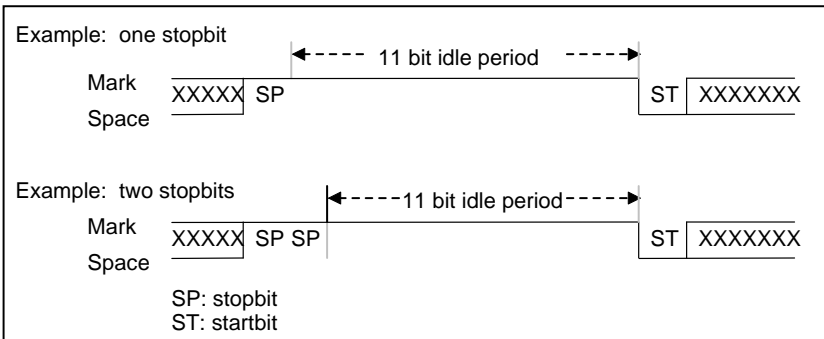 Example: one stopbit
11 bit idle period
Mark
XXXXX SP ST XXXXXXX
Space
Example: two stopbits
11 bit idle period
Mark
XXXXX SP SP ST XXXXXXX
Space
SP: stopbit
ST: startbit